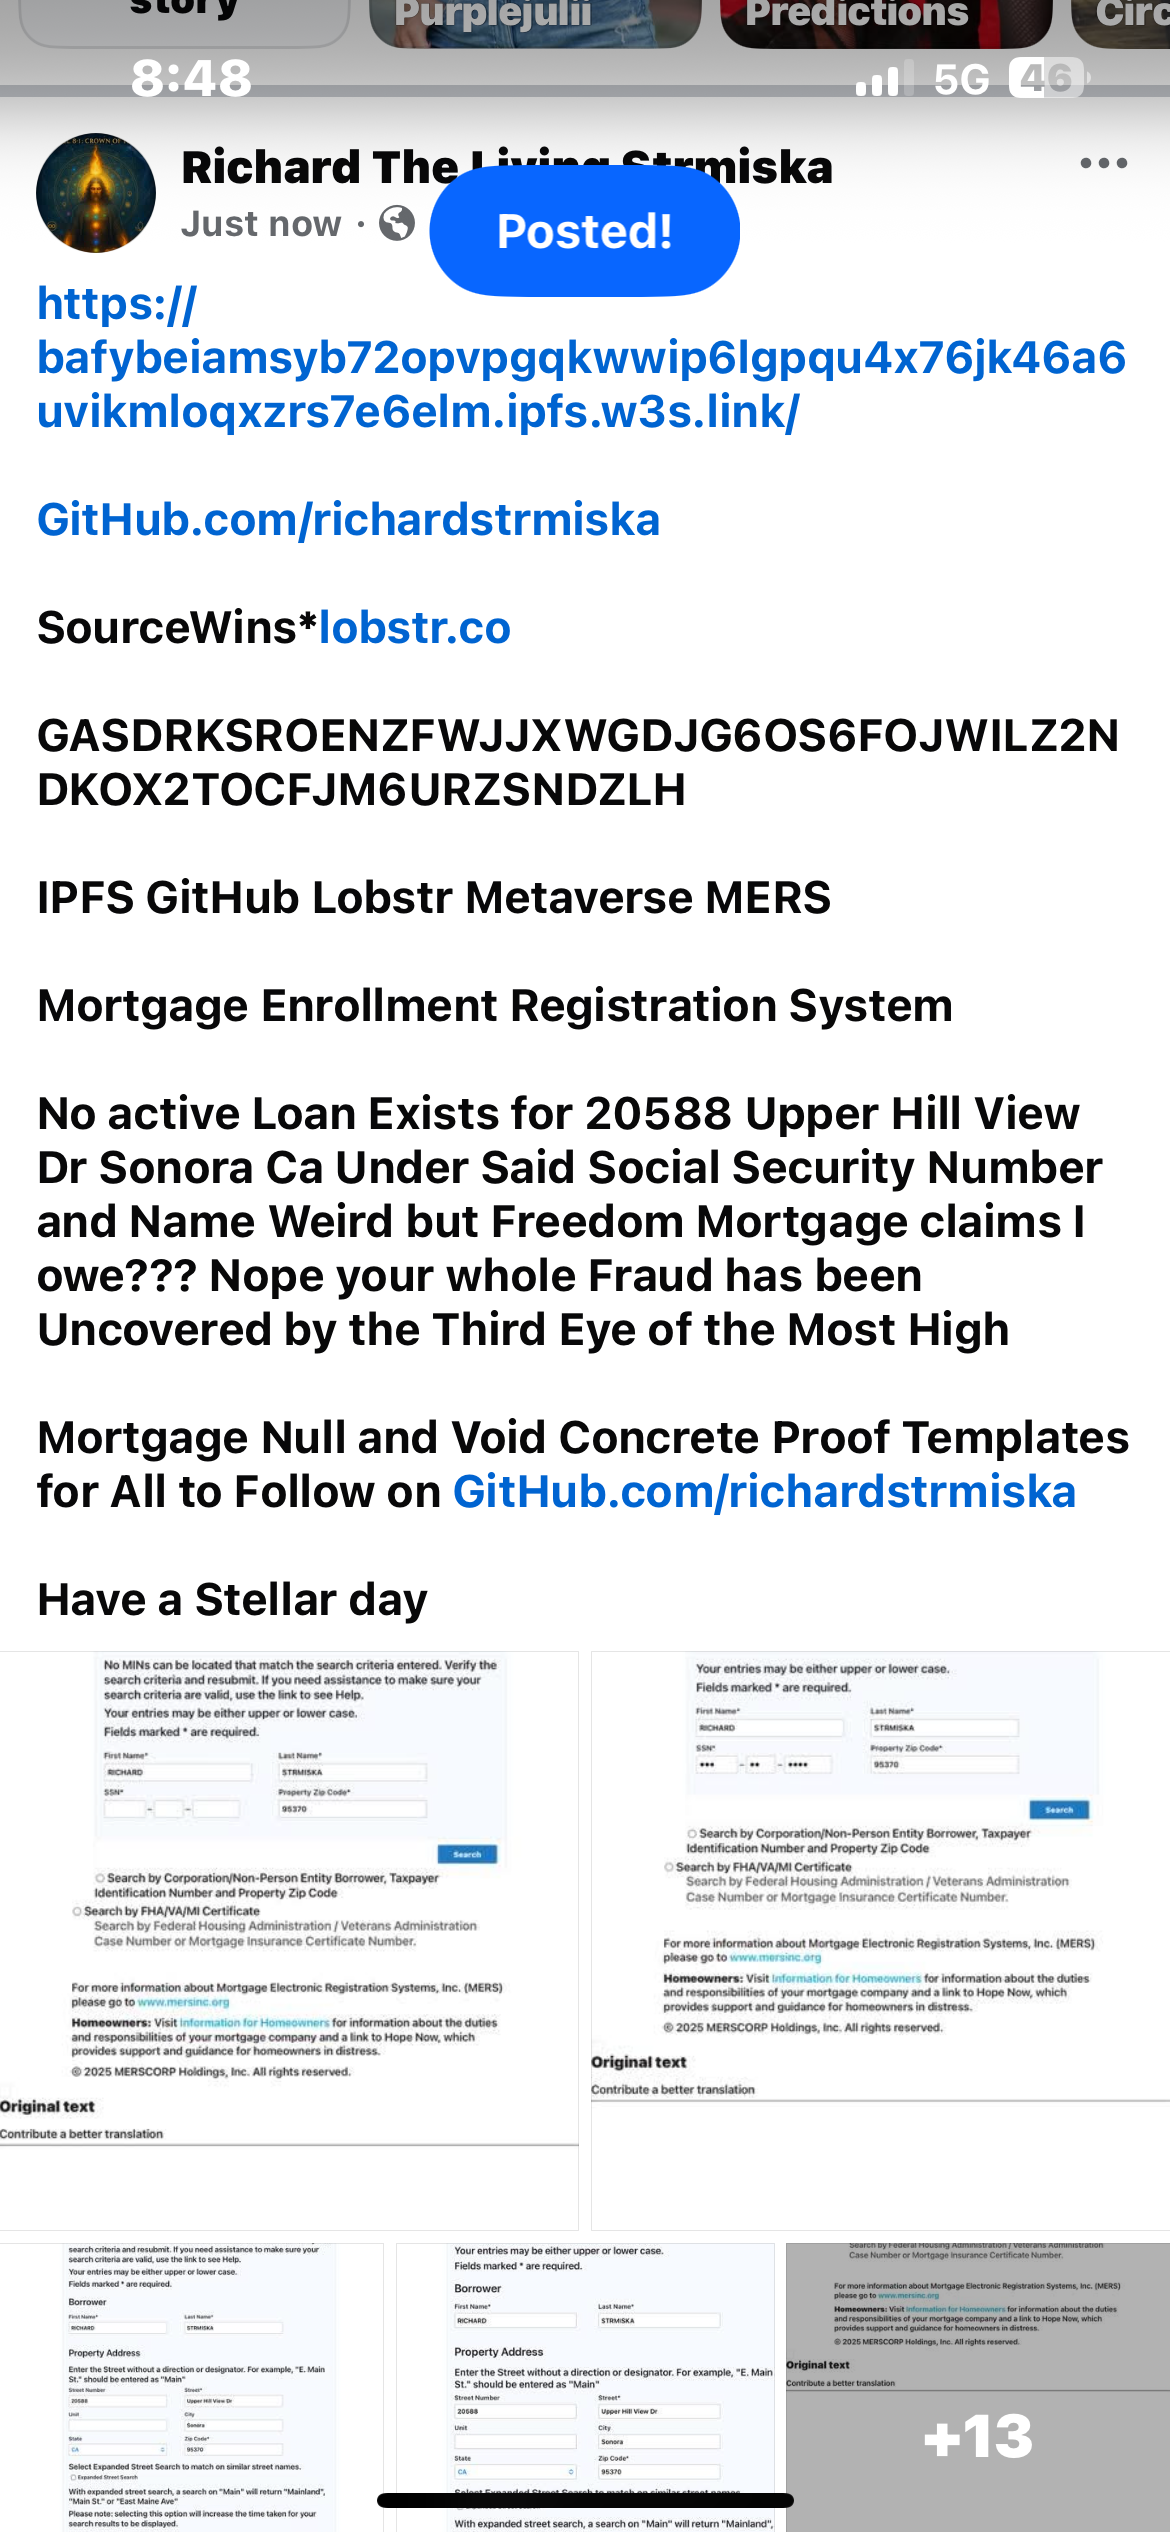 story
Purplejulii
Predictions
Circ
8:48
5G 46
Richard The Living Strmiska
Just now ·
Posted!
https://
bafybeiamsyb72opvpgqkwwip6lgpqu4x76jk46a6
uvikmloqxzrs7e6elm.ipfs.w3s.link/
GitHub.com/richardstrmiska
SourceWins*lobstr.co
GASDRKSROENZFWJJXWGDJG6OS6FOJWILZ2N
DKOX2TOCFJM6URZSNDZLH
IPFS GitHub Lobstr Metaverse MERS
Mortgage Enrollment Registration System
No active Loan Exists for 20588 Upper Hill View
Dr Sonora Ca Under Said Social Security Number
and Name Weird but Freedom Mortgage claims I
owe??? Nope your whole Fraud has been
Uncovered by the Third Eye of the Most High
Mortgage Null and Void Concrete Proof Templates
for All to Follow on GitHub.com/richardstrmiska
Have a Stellar day
No MINs can be located that match the search criteria entered. Verify the
search criteria and resubmit. If you need assistance to make sure your
search criteria are valid, use the link to see Help.
Your entries may be either upper or lower case.
Fields marked * are required.
First Name* Last Name*
RICHARD STRMISKA
SSN* Property Zip Code*
- - 95370
Search
Search by Corporation/Non-Person Entity Borrower, Taxpayer
Identification Number and Property Zip Code
Search by FHA/VA/MI Certificate
Search by Federal Housing Administration / Veterans Administration
Case Number or Mortgage Insurance Certificate Number.
For more information about Mortgage Electronic Registration Systems, Inc. (MERS)
please go to www.mersinc.org
Homeowners: Visit Information for Homeowners for information about the duties
and responsibilities of your mortgage company and a link to Hope Now, which
provides support and guidance for homeowners in distress.
© 2025 MERSCORP Holdings, Inc. All rights reserved.
Original text
Contribute a better translation
Your entries may be either upper or lower case.
Fields marked * are required.
First Name* Last Name*
RICHARD STRMISKA
SSN* Property Zip Code*
••• - •• - •••• 95370
Search
Search by Corporation/Non-Person Entity Borrower, Taxpayer
Identification Number and Property Zip Code
Search by FHA/VA/MI Certificate
Search by Federal Housing Administration / Veterans Administration
Case Number or Mortgage Insurance Certificate Number.
For more information about Mortgage Electronic Registration Systems, Inc. (MERS)
please go to www.mersinc.org
Homeowners: Visit Information for Homeowners for information about the duties
and responsibilities of your mortgage company and a link to Hope Now, which
provides support and guidance for homeowners in distress.
© 2025 MERSCORP Holdings, Inc. All rights reserved.
Original text
Contribute a better translation
search criteria and resubmit. If you need assistance to make sure your
search criteria are valid, use the link to see Help.
Your entries may be either upper or lower case.
Fields marked * are required.
Borrower
First Name* Last Name*
RICHARD STRMISKA
Property Address
Enter the Street without a direction or designator. For example, "E. Main
St." should be entered as "Main"
Street Number Street*
20588 Upper Hill View Dr
Unit City
Sonora
State Zip Code*
CA 95370
Select Expanded Street Search to match on similar street names.
Expanded Street Search
With expanded street search, a search on "Main" will return "Mainland",
"Main St." or "East Maine Ave"
Please note: selecting this option will increase the time taken for your
search results to be displayed.
Your entries may be either upper or lower case.
Fields marked * are required.
Borrower
First Name* Last Name*
RICHARD STRMISKA
Property Address
Enter the Street without a direction or designator. For example, "E. Main
St." should be entered as "Main"
Street Number Street*
20588 Upper Hill View Dr
Unit City
Sonora
State Zip Code*
CA 95370
Select Expanded Street Search to match on similar street names.
With expanded street search, a search on "Main" will return "Mainland",
Search by Federal Housing Administration / Veterans Administration
Case Number or Mortgage Insurance Certificate Number.
For more information about Mortgage Electronic Registration Systems, Inc. (MERS)
please go to www.mersinc.org
Homeowners: Visit Information for Homeowners for information about the duties
and responsibilities of your mortgage company and a link to Hope Now, which
provides support and guidance for homeowners in distress.
© 2025 MERSCORP Holdings, Inc. All rights reserved.
Original text
Contribute a better translation
+13